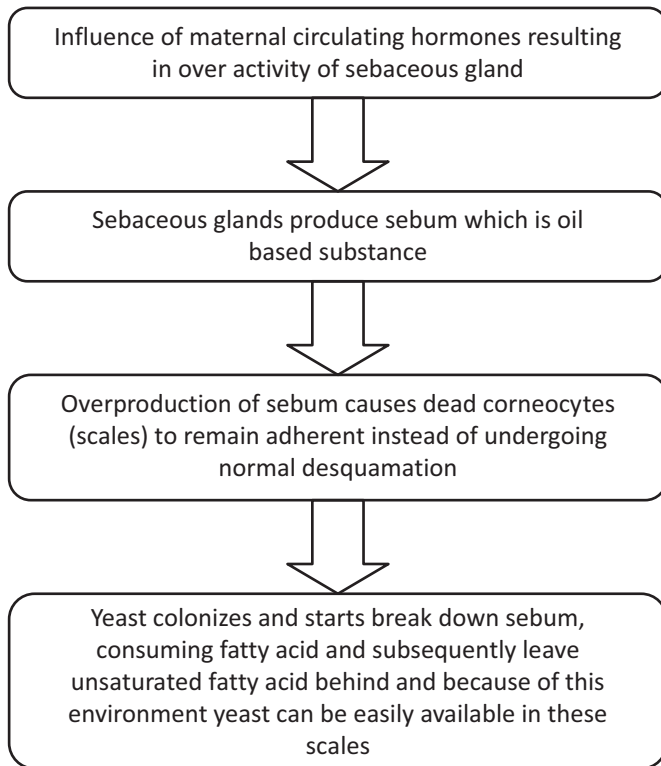 Influence of maternal circulating hormones resulting
in over activity of sebaceous gland
Sebaceous glands produce sebum which is oil
based substance
Overproduction of sebum causes dead corneocytes
(scales) to remain adherent instead of undergoing
normal desquamation
Yeast colonizes and starts break down sebum,
consuming fatty acid and subsequently leave
unsaturated fatty acid behind and because of this
environment yeast can be easily available in these
scales